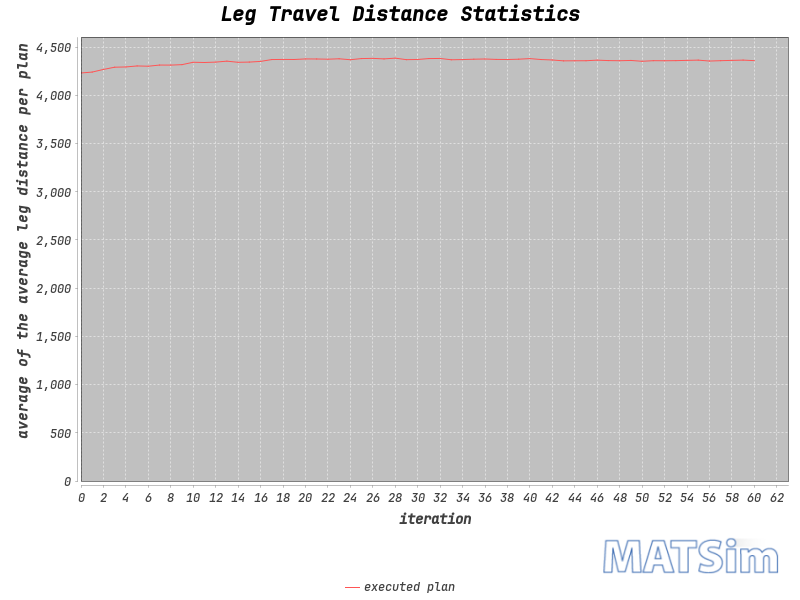 Leg Travel Distance Statistics
average of the average leg distance per plan
4,500
4,000
3,500
3,000
2,500
2,000
1,500
1,000
500
0
0 2 4 6 8 10 12 14 16 18 20 22 24 26 28 30 32 34 36 38 40 42 44 46 48 50 52 54 56 58 60 62
iteration
MATSim
executed plan